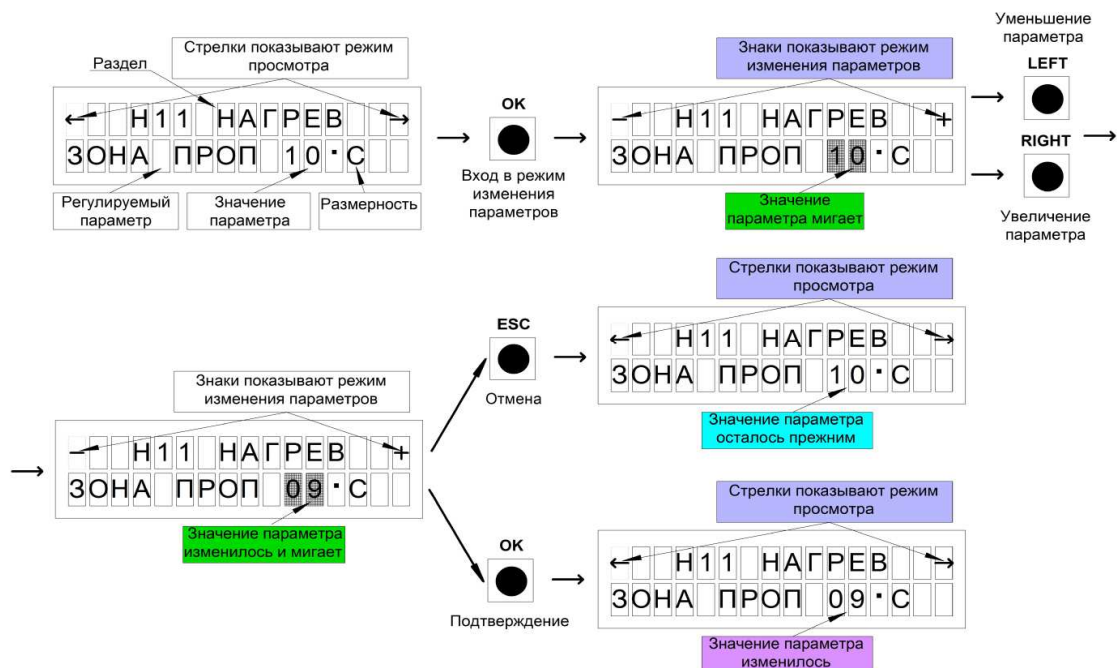 Стрелки показывают режим
просмотра
Раздел
← Н11 НАГРЕВ →
ЗОНА ПРОП 10·С
Регулируемый
параметр
Значение
параметра
Размерность
→
OK
Вход в режим
изменения
параметров
→
Знаки показывают режим
изменения параметров
− Н11 НАГРЕВ +
ЗОНА ПРОП 10·С
Значение
параметра мигает
→
→
Уменьшение
параметра
LEFT
RIGHT
Увеличение
параметра
→
→
Знаки показывают режим
изменения параметров
− Н11 НАГРЕВ +
ЗОНА ПРОП 09·С
Значение параметра
изменилось и мигает
ESC
Отмена
→
Стрелки показывают режим
просмотра
← Н11 НАГРЕВ →
ЗОНА ПРОП 10·С
Значение параметра
осталось прежним
OK
Подтверждение
→
Стрелки показывают режим
просмотра
← Н11 НАГРЕВ →
ЗОНА ПРОП 09·С
Значение параметра
изменилось